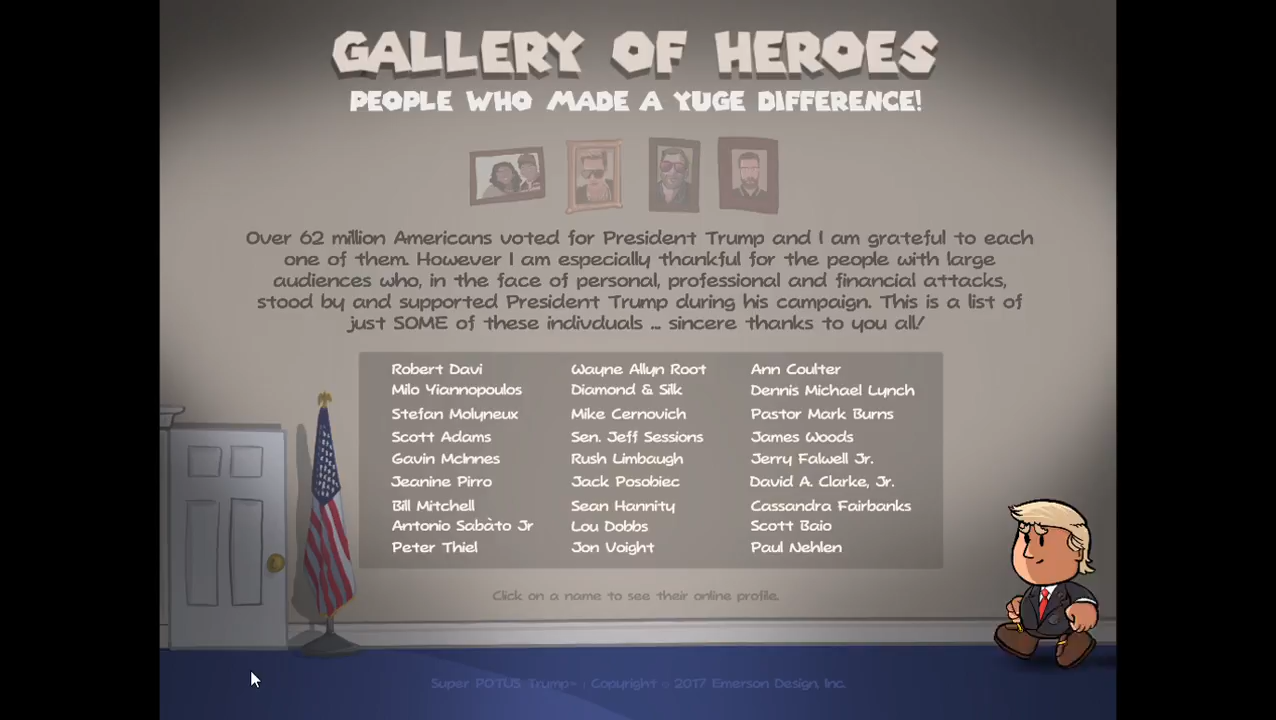 GALLERY OF HEROES
PEOPLE WHO MADE A YUGE DIFFERENCE!
Over 62 million Americans voted for President Trump and I am grateful to each
one of them. However I am especially thankful for the people with large
audiences who, in the face of personal, professional and financial attacks,
stood by and supported President Trump during his campaign. This is a list of
just SOME of these indivduals ... sincere thanks to you all!
Robert Davi Wayne Allyn Root Ann Coulter
Milo Yiannopoulos Diamond & Silk Dennis Michael Lynch
Stefan Molyneux Mike Cernovich Pastor Mark Burns
Scott Adams Sen. Jeff Sessions James Woods
Gavin McInnes Rush Limbaugh Jerry Falwell Jr.
Jeanine Pirro Jack Posobiec David A. Clarke, Jr.
Bill Mitchell Sean Hannity Cassandra Fairbanks
Antonio Sabàto Jr Lou Dobbs Scott Baio
Peter Thiel Jon Voight Paul Nehlen
Click on a name to see their online profile.
Super POTUS Trump+ : Copyright © 2017 Emerson Design, Inc.